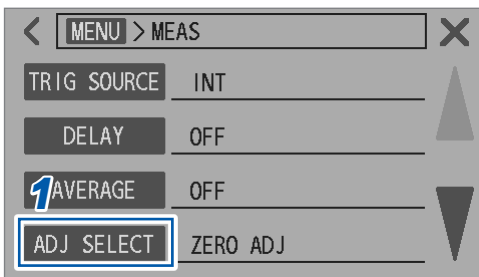 MENU > MEAS
TRIG SOURCE INT
DELAY OFF
1 AVERAGE OFF
ADJ SELECT ZERO ADJ